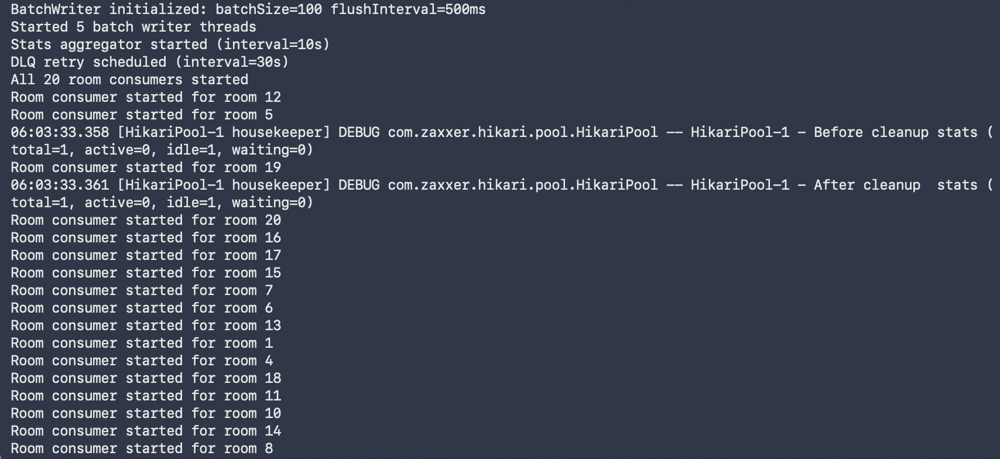 BatchWriter initialized: batchSize=100 flushInterval=500ms
Started 5 batch writer threads
Stats aggregator started (interval=10s)
DLQ retry scheduled (interval=30s)
All 20 room consumers started
Room consumer started for room 12
Room consumer started for room 5
06:03:33.358 [HikariPool-1 housekeeper] DEBUG com.zaxxer.hikari.pool.HikariPool -- HikariPool-1 - Before cleanup stats (
total=1, active=0, idle=1, waiting=0)
Room consumer started for room 19
06:03:33.361 [HikariPool-1 housekeeper] DEBUG com.zaxxer.hikari.pool.HikariPool -- HikariPool-1 - After cleanup  stats (
total=1, active=0, idle=1, waiting=0)
Room consumer started for room 20
Room consumer started for room 16
Room consumer started for room 17
Room consumer started for room 15
Room consumer started for room 7
Room consumer started for room 6
Room consumer started for room 13
Room consumer started for room 1
Room consumer started for room 4
Room consumer started for room 18
Room consumer started for room 11
Room consumer started for room 10
Room consumer started for room 14
Room consumer started for room 8